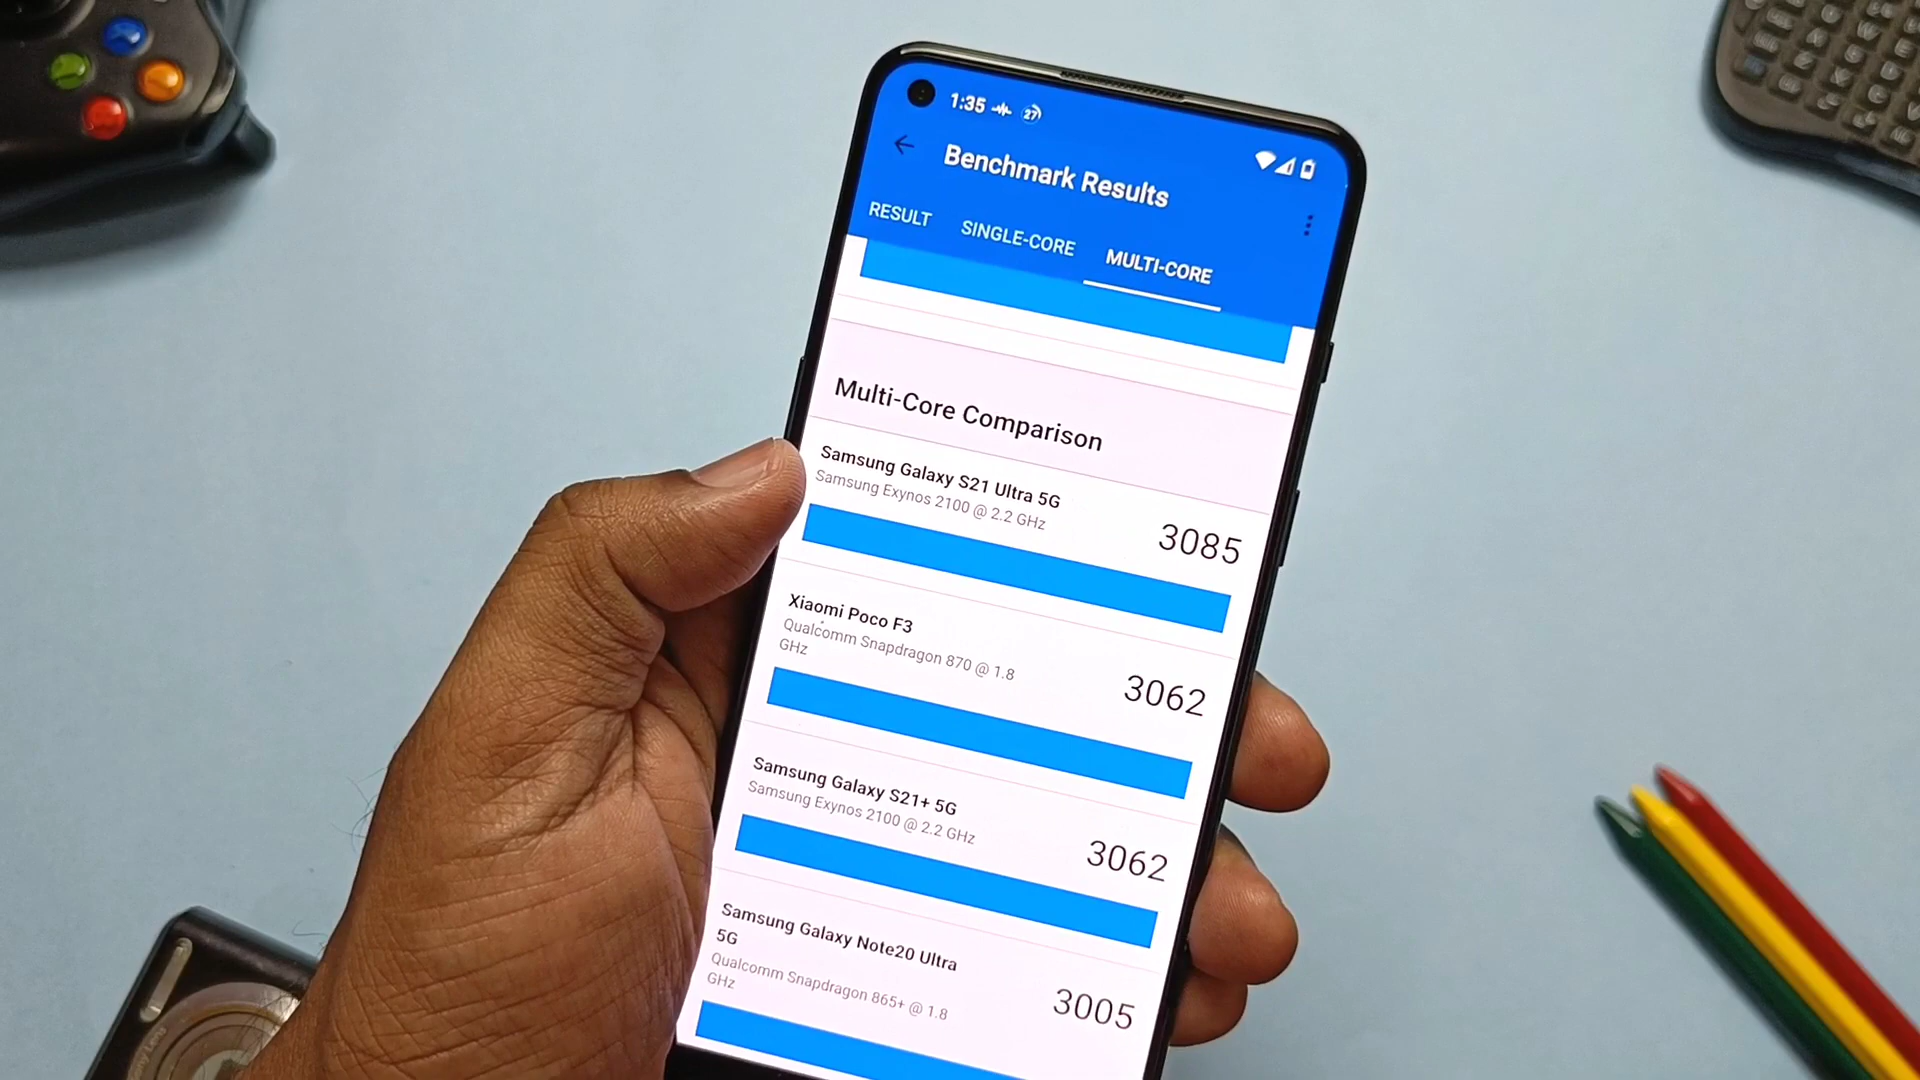 1:35 27
Benchmark Results
RESULT SINGLE-CORE MULTI-CORE
Multi-Core Comparison
Samsung Galaxy S21 Ultra 5G
Samsung Exynos 2100 @ 2.2 GHz
3085
Xiaomi Poco F3
Qualcomm Snapdragon 870 @ 1.8
GHz
3062
Samsung Galaxy S21+ 5G
Samsung Exynos 2100 @ 2.2 GHz
3062
Samsung Galaxy Note20 Ultra
5G
Qualcomm Snapdragon 865+ @ 1.8
GHz
3005